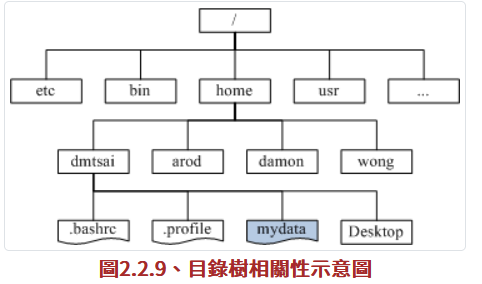 /
etc bin home usr ...
dmtsai arod damon wong
.bashrc .profile mydata Desktop
圖2.2.9、目錄樹相關性示意圖